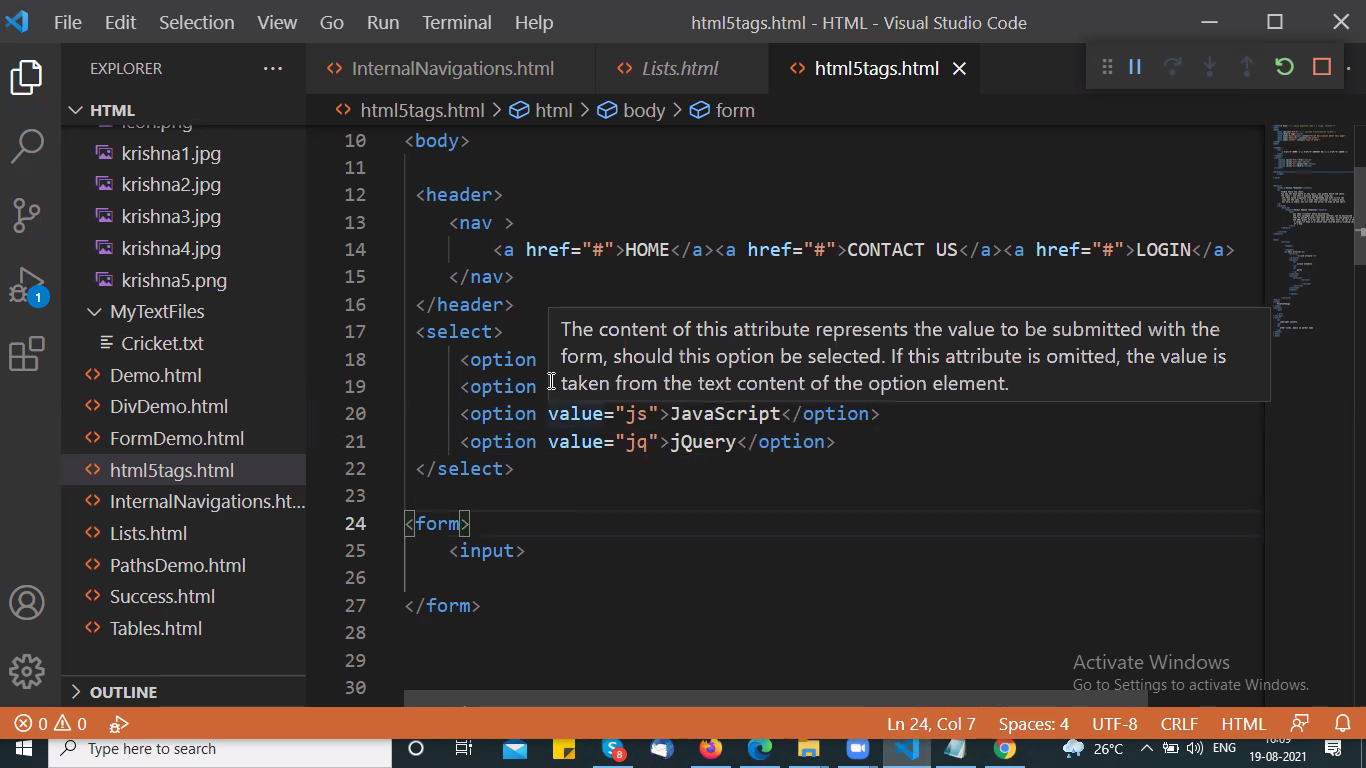 File Edit Selection View Go Run Terminal Help html5tags.html - HTML - Visual Studio Code
EXPLORER ···
InternalNavigations.html Lists.html html5tags.html
HTML
html5tags.html > html > body > form
icon.png
krishna1.jpg
krishna2.jpg
krishna3.jpg
krishna4.jpg
krishna5.png
MyTextFiles
Cricket.txt
Demo.html
DivDemo.html
FormDemo.html
html5tags.html
InternalNavigations.ht...
Lists.html
PathsDemo.html
Success.html
Tables.html
OUTLINE
1
10 <body>
11
12 <header>
13 <nav >
14 <a href="#">HOME</a><a href="#">CONTACT US</a><a href="#">LOGIN</a>
15 </nav>
16 </header>
17 <select>
18 <option
19 <option
20 <option value="js">JavaScript</option>
21 <option value="jq">jQuery</option>
22 </select>
23
24 <form>
25 <input>
26
27 </form>
28
29
30
The content of this attribute represents the value to be submitted with the
form, should this option be selected. If this attribute is omitted, the value is
taken from the text content of the option element.
Activate Windows
Go to Settings to activate Windows.
0 0 Ln 24, Col 7 Spaces: 4 UTF-8 CRLF HTML
Type here to search 8 26°C ENG
19-08-2021